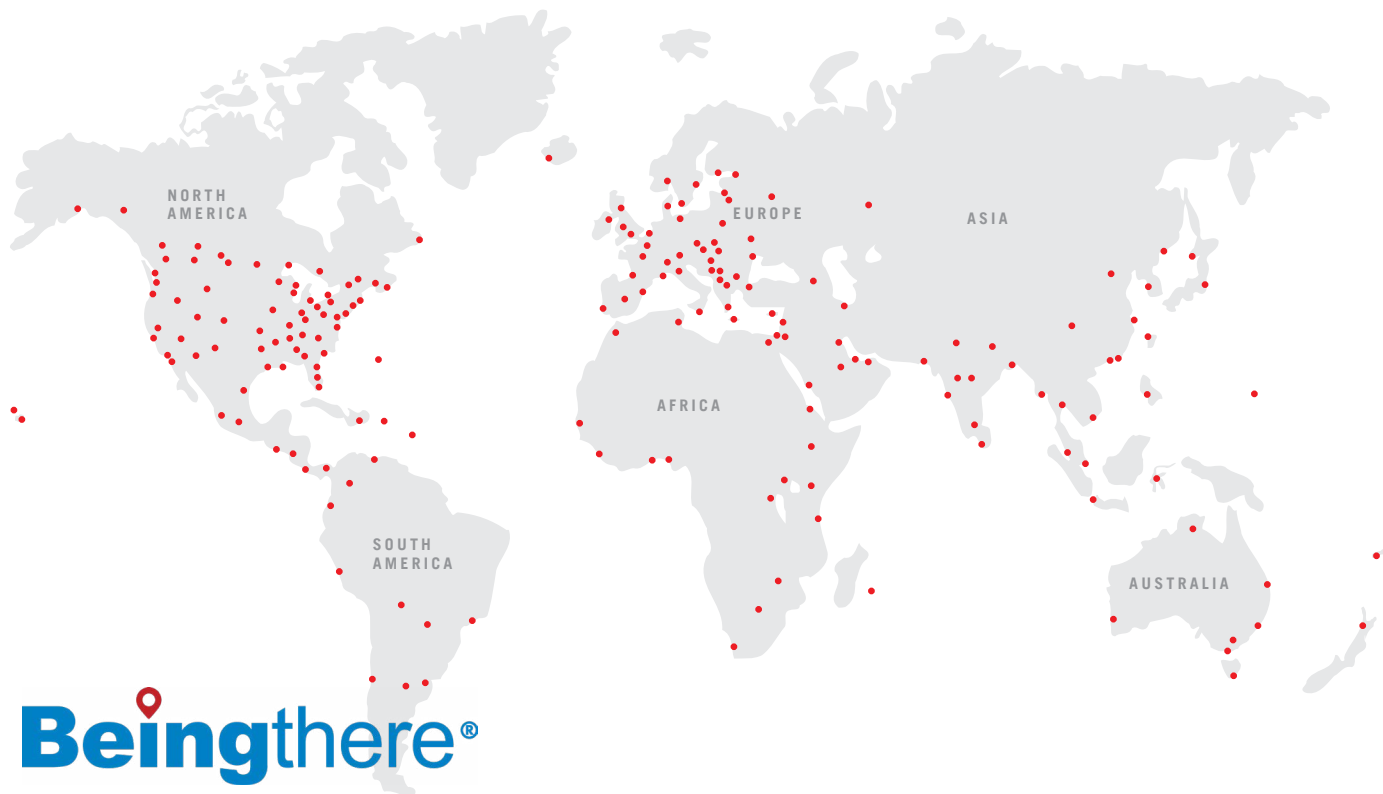 NORTH
AMERICA
EUROPE
ASIA
AFRICA
SOUTH
AMERICA
AUSTRALIA
Beingthere®